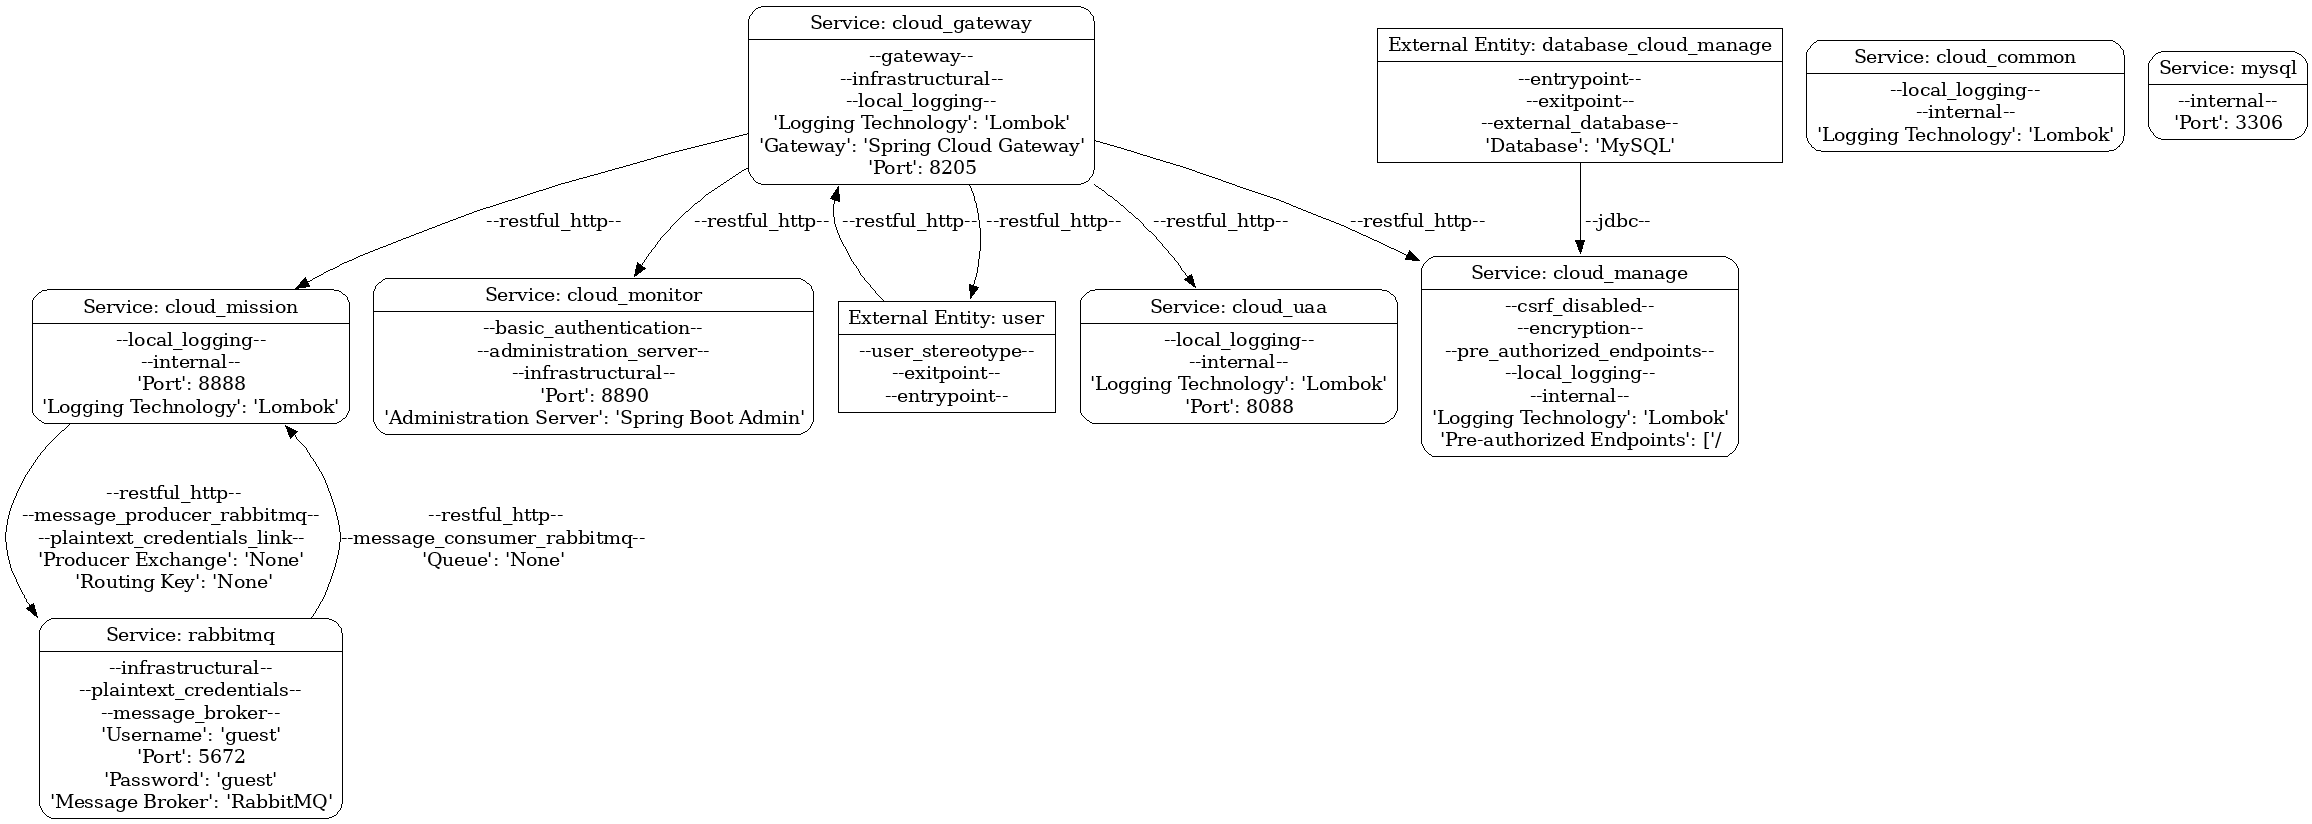 Service: cloud_gateway
--gateway--
--infrastructural--
--local_logging--
'Logging Technology': 'Lombok'
'Gateway': 'Spring Cloud Gateway'
'Port': 8205
External Entity: database_cloud_manage
--entrypoint--
--exitpoint--
--external_database--
'Database': 'MySQL'
Service: cloud_common
--local_logging--
--internal--
'Logging Technology': 'Lombok'
Service: mysql
--internal--
'Port': 3306
--restful_http--
--restful_http--
--restful_http--
--restful_http--
--restful_http--
--restful_http--
--jdbc--
Service: cloud_mission
--local_logging--
--internal--
'Port': 8888
'Logging Technology': 'Lombok'
Service: cloud_monitor
--basic_authentication--
--administration_server--
--infrastructural--
'Port': 8890
'Administration Server': 'Spring Boot Admin'
External Entity: user
--user_stereotype--
--exitpoint--
--entrypoint--
Service: cloud_uaa
--local_logging--
--internal--
'Logging Technology': 'Lombok'
'Port': 8088
Service: cloud_manage
--csrf_disabled--
--encryption--
--pre_authorized_endpoints--
--local_logging--
--internal--
'Logging Technology': 'Lombok'
'Pre-authorized Endpoints': ['/
--restful_http--
--message_producer_rabbitmq--
--plaintext_credentials_link--
'Producer Exchange': 'None'
'Routing Key': 'None'
--restful_http--
--message_consumer_rabbitmq--
'Queue': 'None'
Service: rabbitmq
--infrastructural--
--plaintext_credentials--
--message_broker--
'Username': 'guest'
'Port': 5672
'Password': 'guest'
'Message Broker': 'RabbitMQ'